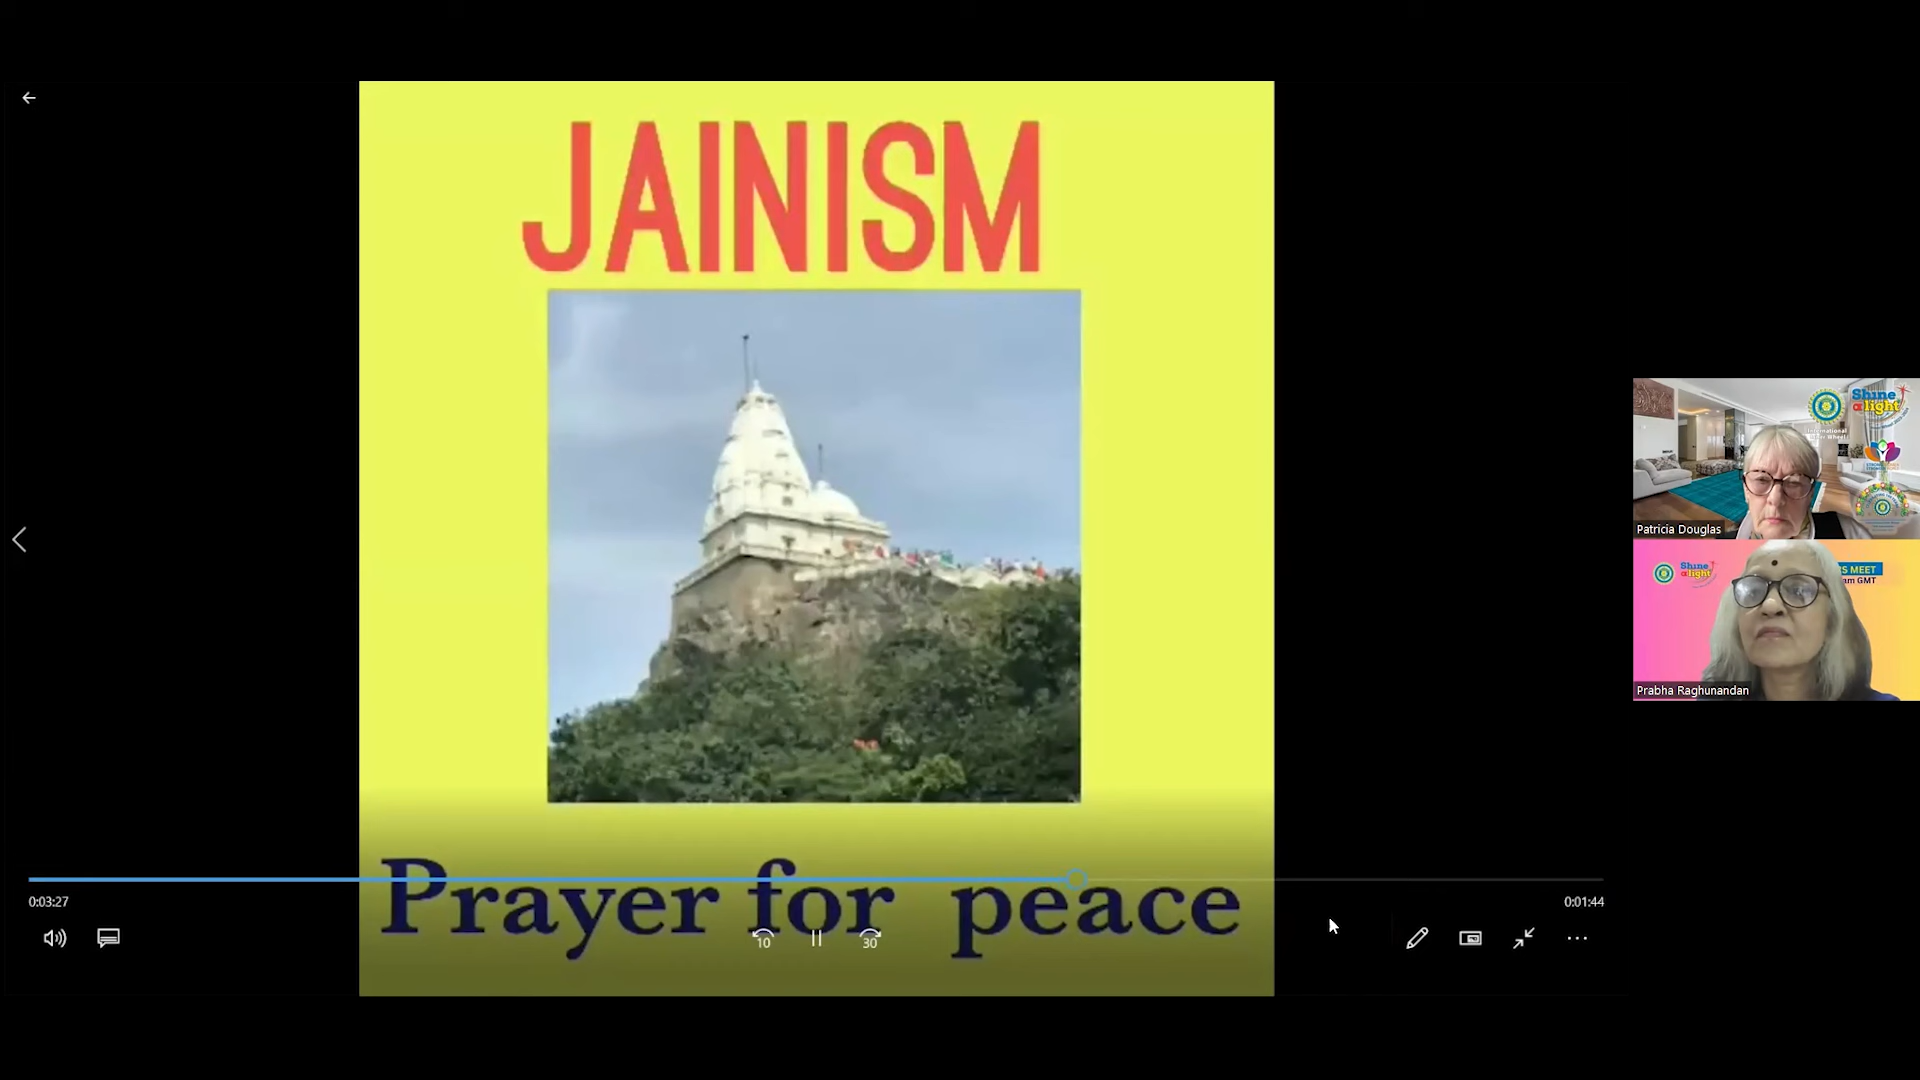 JAINISM
Prayer for peace
0:03:27
0:01:44
10
30
Shine
a light
International
Patricia Douglas
Shine
a light
'S MEET
am GMT
Prabha Raghunandan